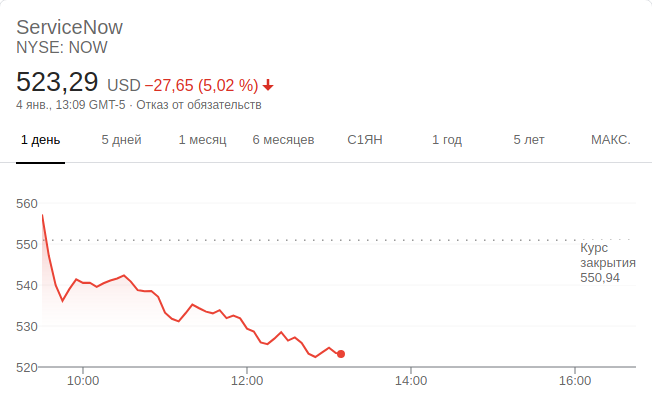 ServiceNow
NYSE: NOW
523,29 USD −27,65 (5,02 %)
4 янв., 13:09 GMT-5 · Отказ от обязательств
1 день 5 дней 1 месяц 6 месяцев С1ЯН 1 год 5 лет МАКС.
560
550
540
530
520
Курс
закрытия
550,94
10:00 12:00 14:00 16:00